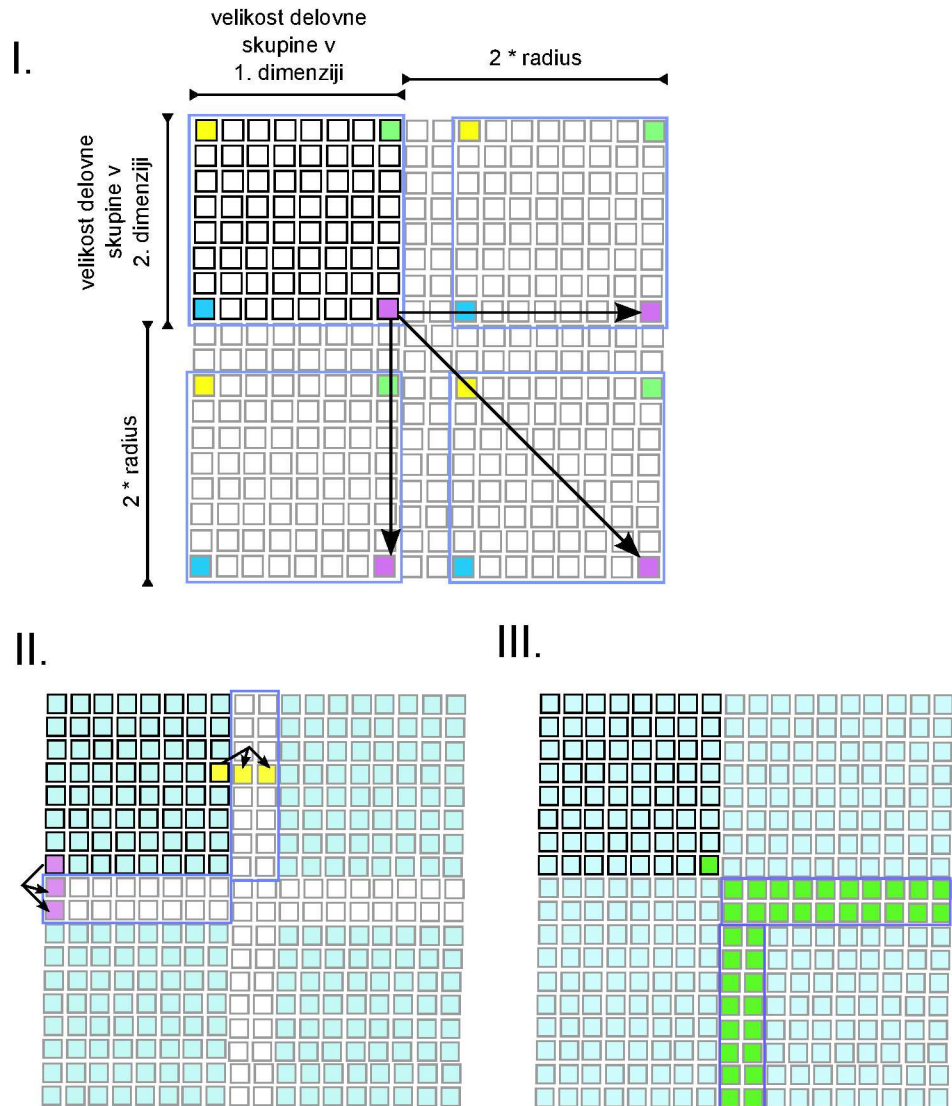 I.
velikost delovne
skupine v
1. dimenziji
2 * radius
velikost delovne
skupine v
2. dimenziji
2 * radius
II.
III.